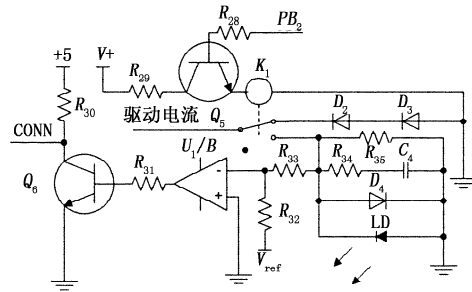 R28
PB2
+5
V+
K1
R29
R30
D2
D3
驱动电流
Q5
CONN
U1/B
R33
R35
R34
C4
Q6
R31
-
+
R32
D4
LD
Vref